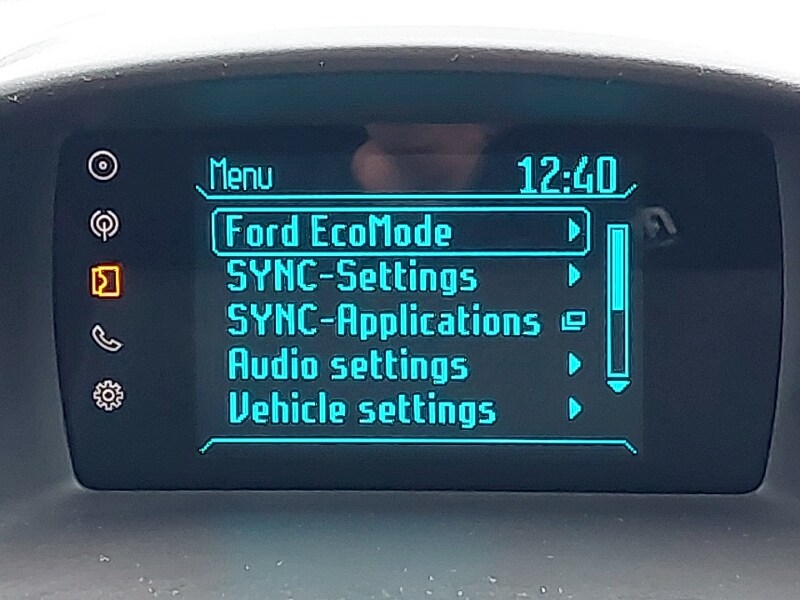 Menu 12:40
Ford EcoMode
SYNC-Settings
SYNC-Applications
Audio settings
Vehicle settings